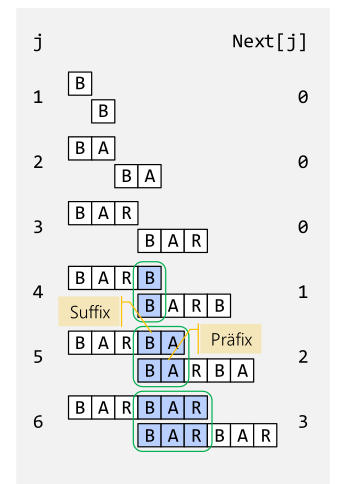 j Next[j]
B
1 0
B
B A
2 0
B A
B A R
3 0
B A R
B A R B
4 1
B A R B
Suffix
B A R B A
Präfix
5 2
B A R B A
B A R B A R
6 3
B A R B A R